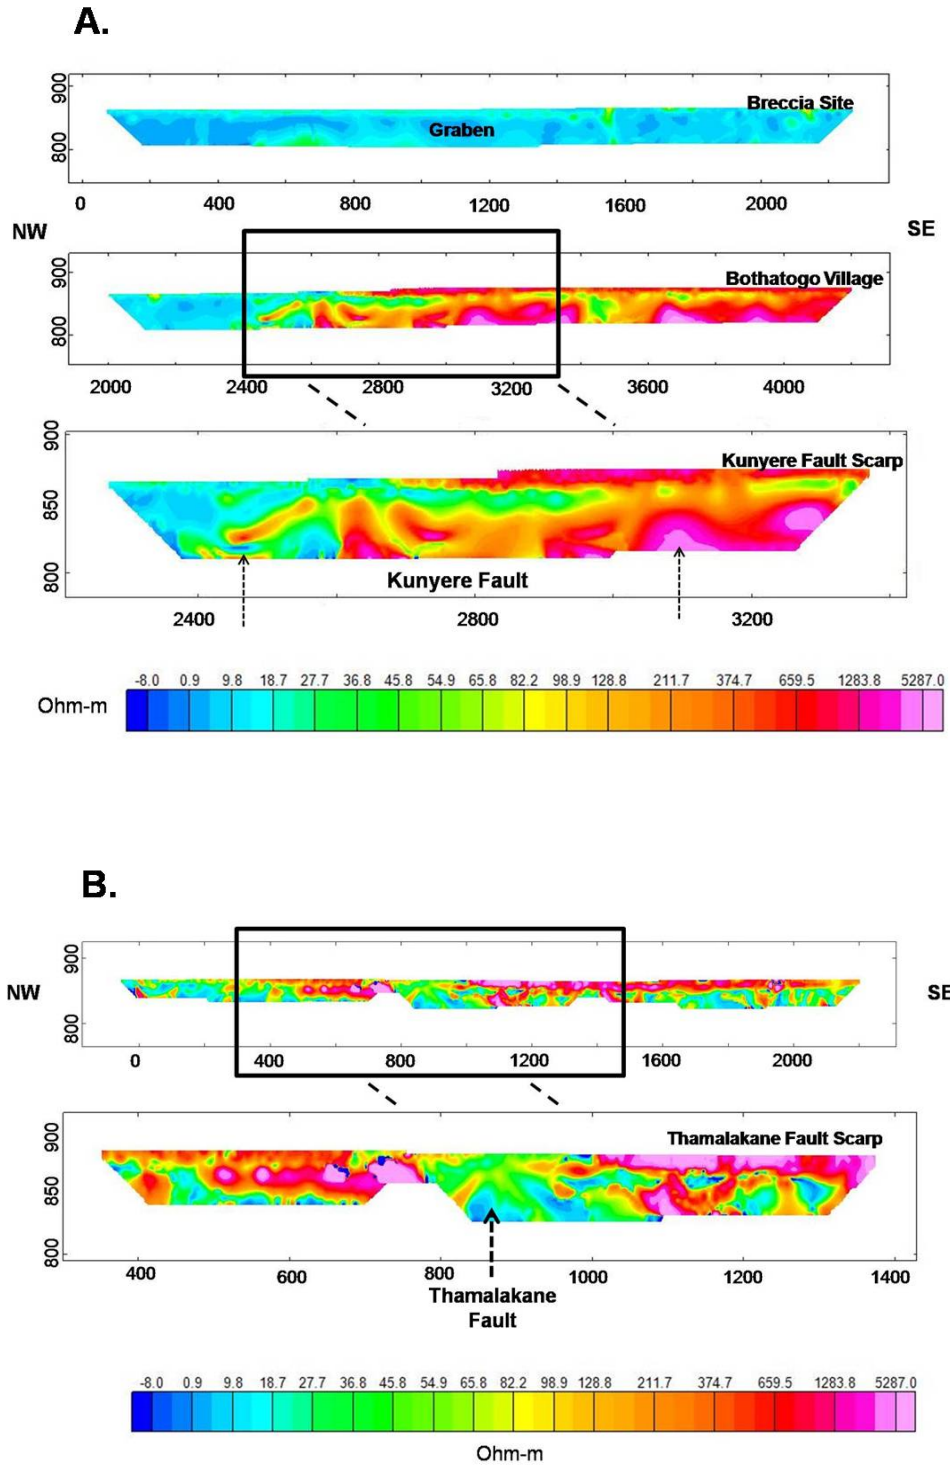 A.
900
800
Breccia Site
Graben
0 400 800 1200 1600 2000
NW
SE
900
800
Bothatogo Village
2000 2400 2800 3200 3600 4000
900
850
800
Kunyere Fault Scarp
Kunyere Fault
2400 2800 3200
-8.0 0.9 9.8 18.7 27.7 36.8 45.8 54.9 65.8 82.2 98.9 128.8 211.7 374.7 659.5 1283.8 5287.0
Ohm-m
B.
900
800
NW
SE
0 400 800 1200 1600 2000
900
850
800
Thamalakane Fault Scarp
400 600 800 1000 1200 1400
Thamalakane
Fault
-8.0 0.9 9.8 18.7 27.7 36.8 45.8 54.9 65.8 82.2 98.9 128.8 211.7 374.7 659.5 1283.8 5287.0
Ohm-m